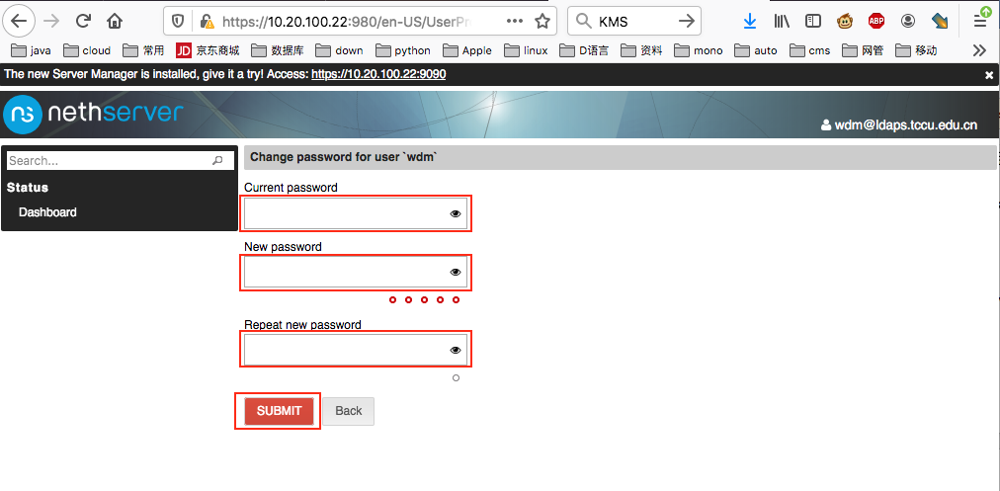 https://10.20.100.22:980/en-US/UserPr
KMS
java cloud 常用 JD 京东商城 数据库 down python Apple linux D语言 资料 mono auto cms 网管 移动
ABP
The new Server Manager is installed, give it a try! Access: https://10.20.100.22:9090
ns nethserver
wdm@ldaps.tccu.edu.cn
Search...
Status
Dashboard
Change password for user `wdm`
Current password
New password
Repeat new password
SUBMIT Back